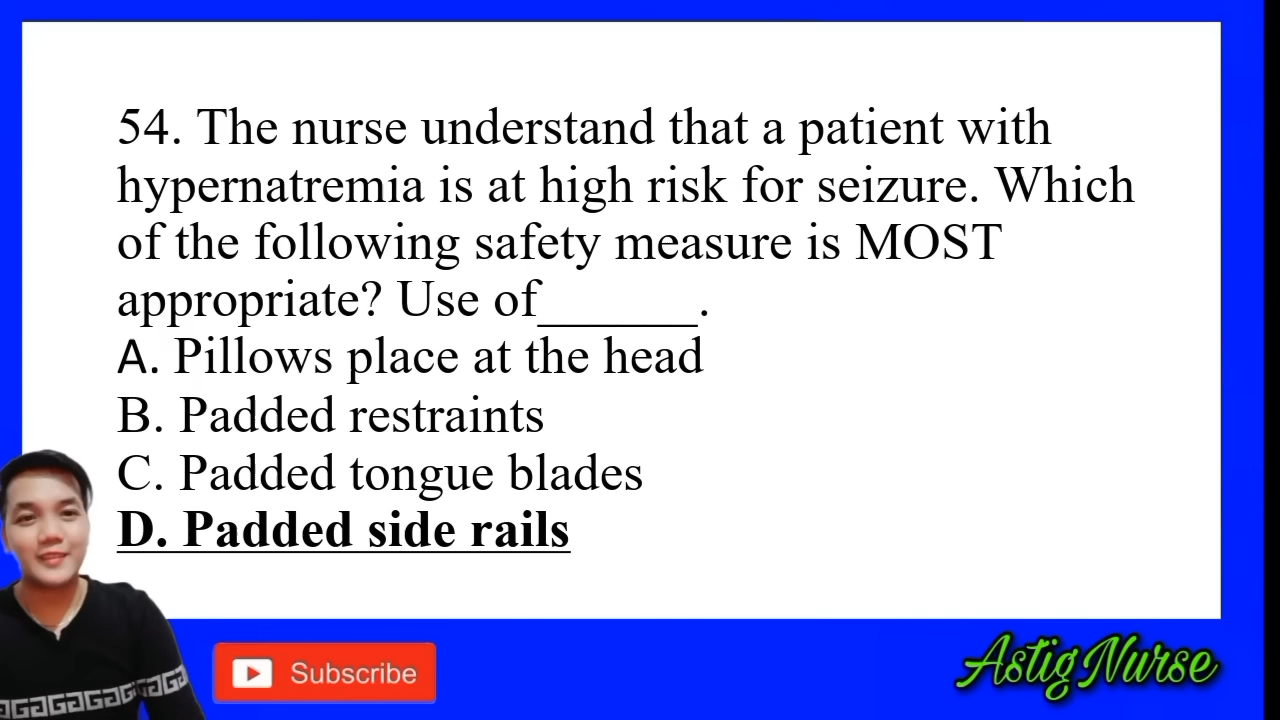 54. The nurse understand that a patient with
hypernatremia is at high risk for seizure. Which
of the following safety measure is MOST
appropriate? Use of______.
A. Pillows place at the head
B. Padded restraints
C. Padded tongue blades
D. Padded side rails
Subscribe
Astig Nurse